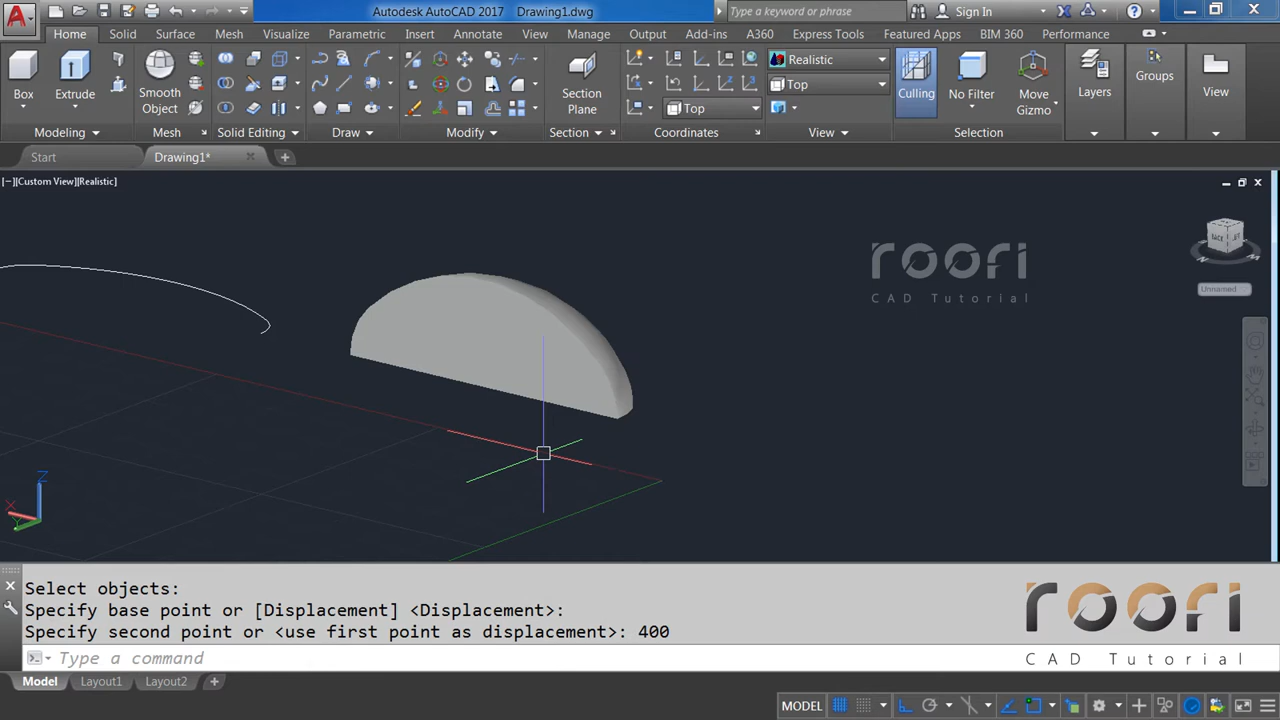 A Autodesk AutoCAD 2017 Drawing1.dwg Type a keyword or phrase Sign In
Home Solid Surface Mesh Visualize Parametric Insert Annotate View Manage Output Add-ins A360 Express Tools Featured Apps BIM 360 Performance
Box Extrude Smooth Object Section Plane Realistic Top Top Culling No Filter Move Gizmo Layers Groups View
Modeling Mesh Solid Editing Draw Modify Section Coordinates View Selection
Start Drawing1*
[−][Custom View][Realistic]
roori
CAD Tutorial
Unnamed
Z
X
Y
Select objects:
Specify base point or [Displacement] <Displacement>:
Specify second point or <use first point as displacement>: 400
Type a command
roori
CAD Tutorial
Model Layout1 Layout2
MODEL